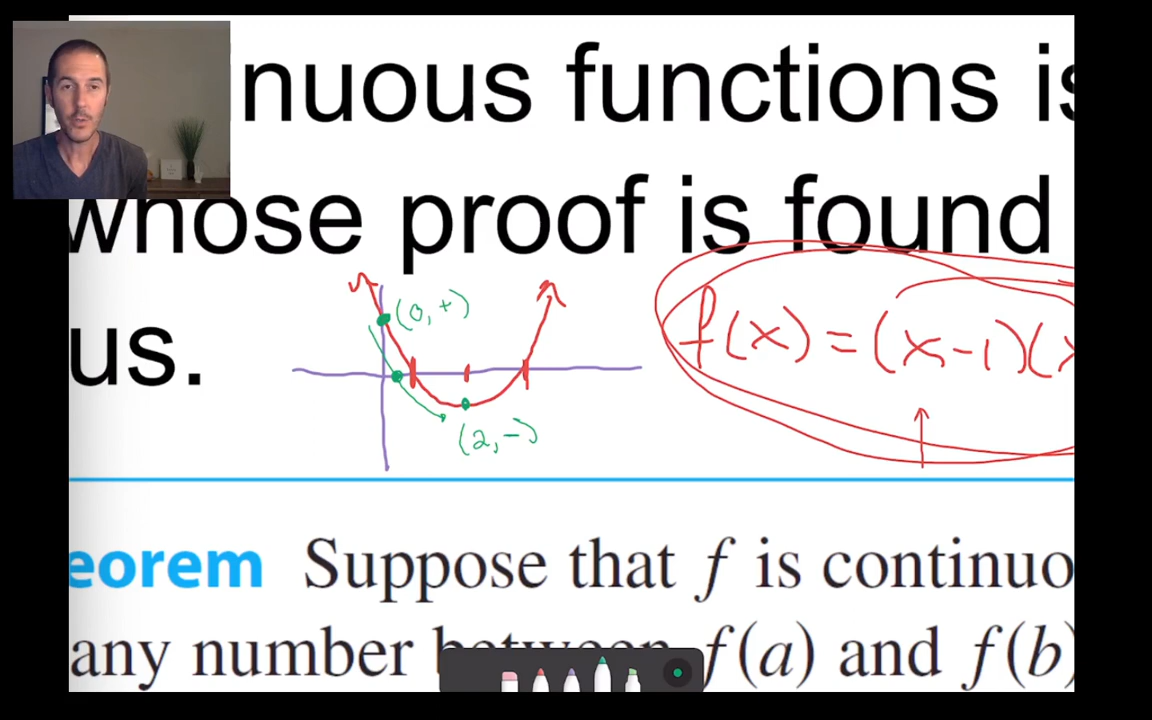 nuous functions is
whose proof is found
us.
(0,+)
f(x) = (x-1)(x
(2,-)
eorem Suppose that f is continuo
any number between f(a) and f(b)